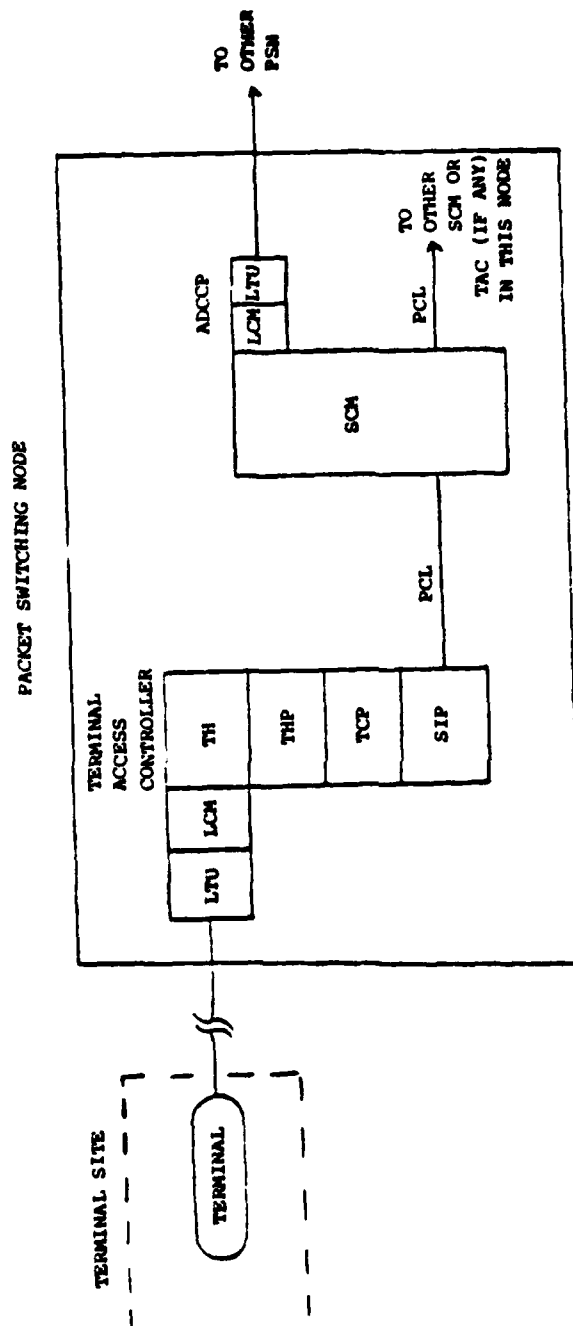 PACKET SWITCHING NODE
TERMINAL SITE
TERMINAL
TERMINAL
ACCESS
CONTROLLER
LTU
LCM
TH
THP
TCP
SIP
PCL
SCM
ADCCP
LCM
LTU
TO
OTHER
PSN
PCL
TO
OTHER
SCM OR
TAC (IF ANY)
IN THIS NODE